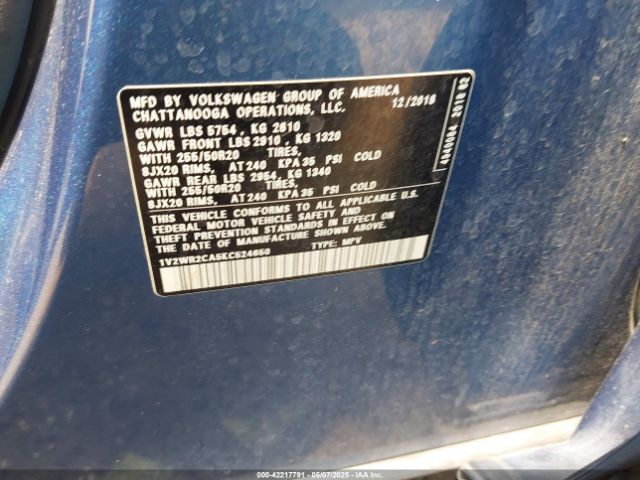 MFD BY VOLKSWAGEN GROUP OF AMERICA
CHATTANOOGA OPERATIONS, LLC. 12/2018
GVWR LBS 5754 , KG 2610
GAWR FRONT LBS 2910 , KG 1320
WITH 255/50R20 TIRES,
8JX20 RIMS, AT 240 KPA 35 PSI COLD
GAWR REAR LBS 2954, KG 1340
WITH 255/50R20 TIRES,
8JX20 RIMS, AT 240 KPA 35 PSI COLD
THIS VEHICLE CONFORMS TO ALL APPLICABLE U.S.
FEDERAL MOTOR VEHICLE SAFETY AND
THEFT PREVENTION STANDARDS IN EFFECT ON
THE DATE OF MANUFACTURE SHOWN ABOVE.
1V2WR2CA5KC524650 TYPE: MPV
2018 52
000-42217791 - 05/07/2025 - IAAI Property